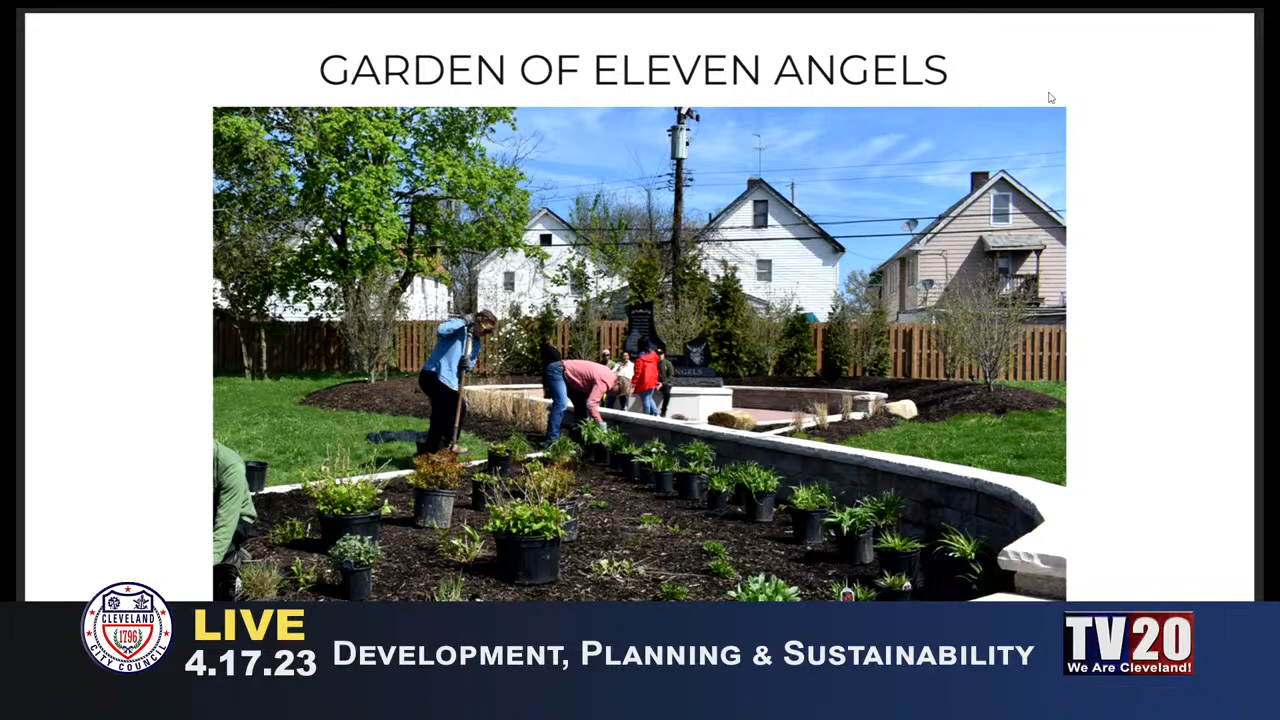 GARDEN OF ELEVEN ANGELS
ANGELS
CLEVELAND
1796
CITY COUNCIL
LIVE
4.17.23
DEVELOPMENT, PLANNING & SUSTAINABILITY
TV20
We Are Cleveland!